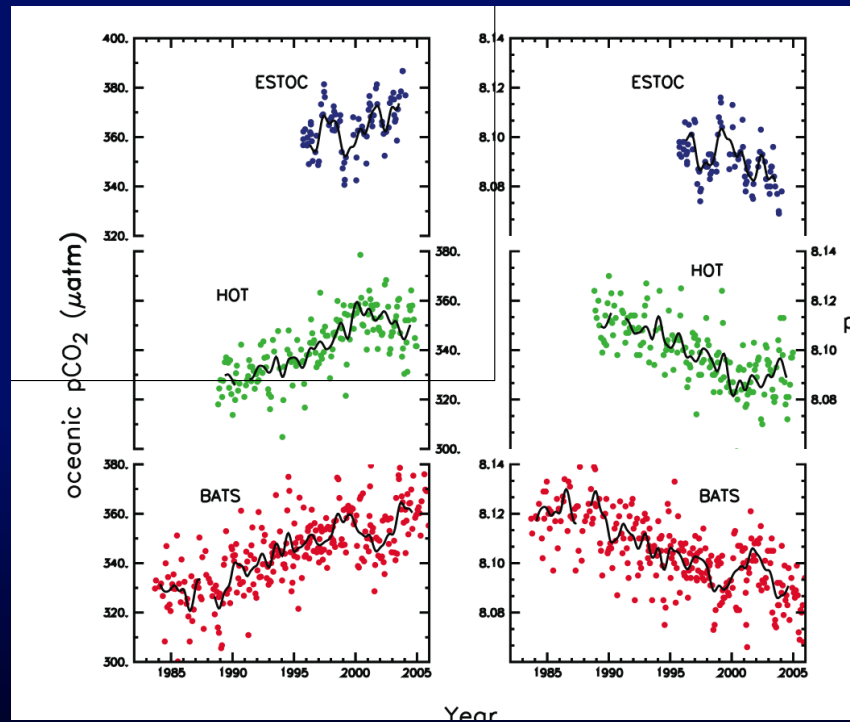 400.
380.
360.
340.
320.
ESTOC
8.14
8.12
8.10
8.08
ESTOC
oceanic pCO2 (μatm)
380.
360.
340.
320.
300.
HOT
8.14
8.12
8.10
8.08
HOT
p
380.
360.
340.
320.
300.
BATS
8.14
8.12
8.10
8.08
BATS
1985 1990 1995 2000 2005
1985 1990 1995 2000 2005
Year